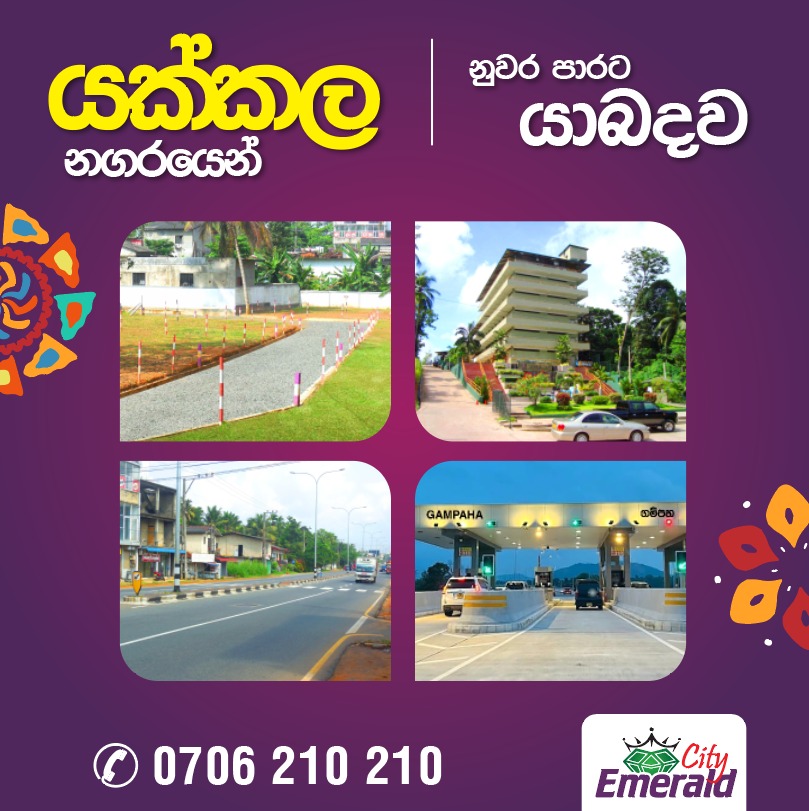 යක්කල
නගරයෙන්
නුවර පාරට
යාබදව
GAMPAHA
ගම්පහ
0706 210 210
City
Emerald